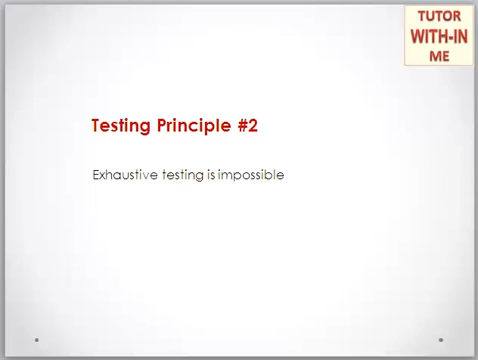 TUTOR
WITH-IN
ME
Testing Principle #2
Exhaustive testing is impossible